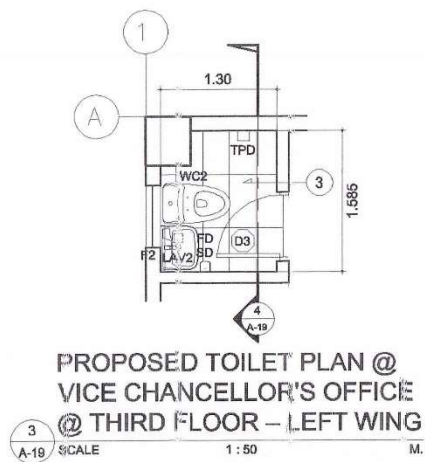 1
1.30
A
TPD
WC2
3
1.585
FD
D3
F2 LAV2 SD
4
A-19
PROPOSED TOILET PLAN @
VICE CHANCELLOR'S OFFICE
@ THIRD FLOOR – LEFT WING
3
A-19 SCALE 1 : 50 M.